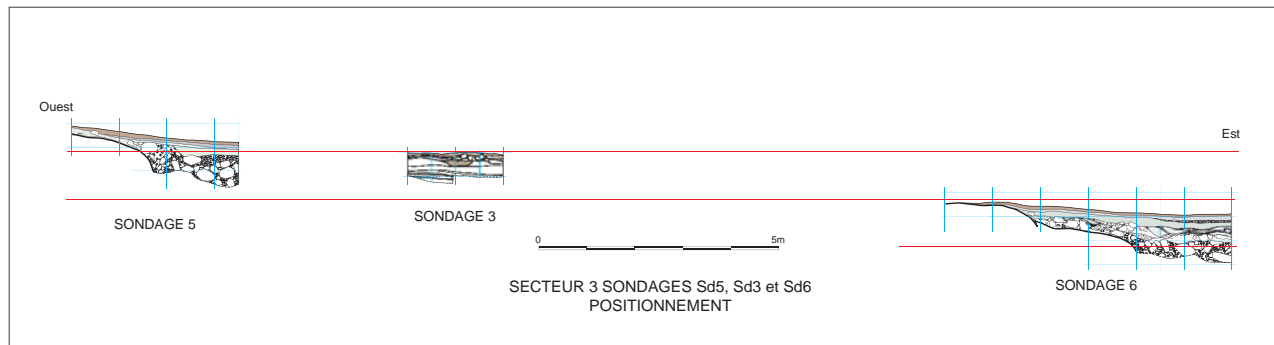 Ouest
Est
SONDAGE 5
SONDAGE 3
SONDAGE 6
0
5m
SECTEUR 3 SONDAGES Sd5, Sd3 et Sd6
POSITIONNEMENT